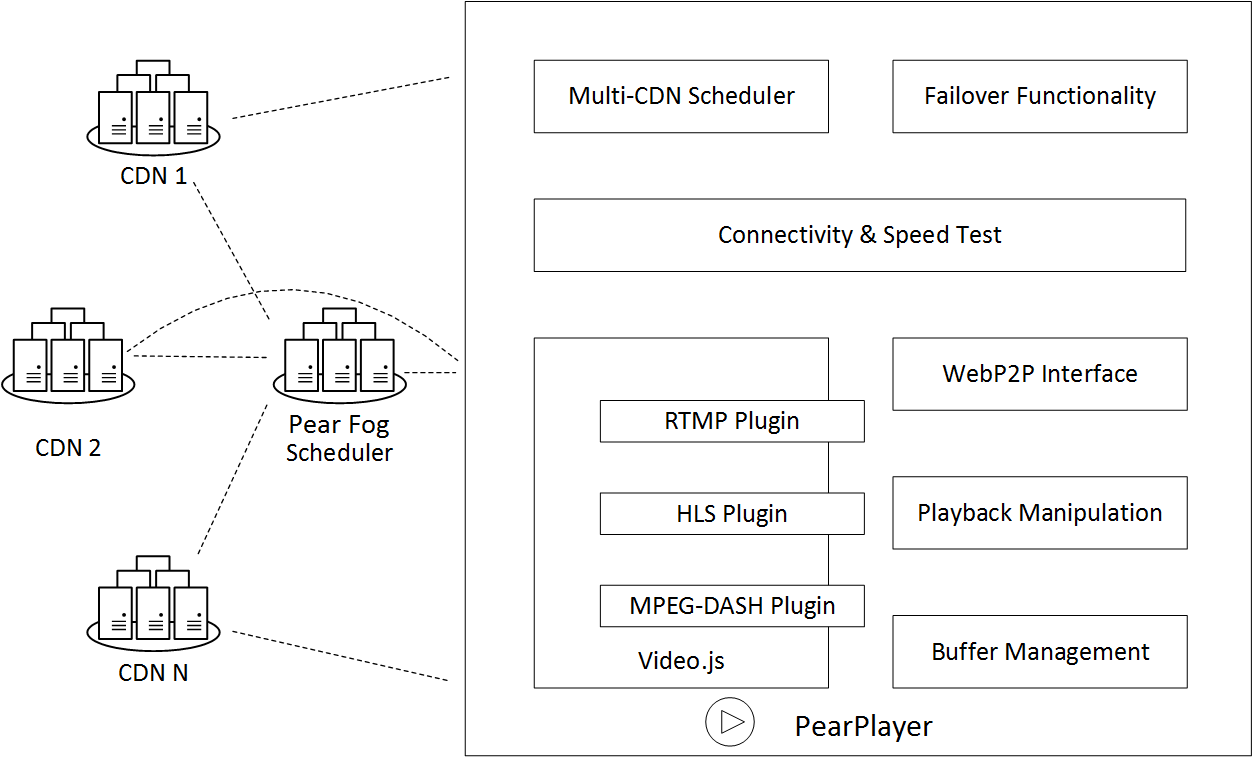 CDN 1
CDN 2
Pear Fog
Scheduler
CDN N
Multi-CDN Scheduler
Failover Functionality
Connectivity & Speed Test
WebP2P Interface
RTMP Plugin
HLS Plugin
Playback Manipulation
MPEG-DASH Plugin
Video.js
Buffer Management
PearPlayer